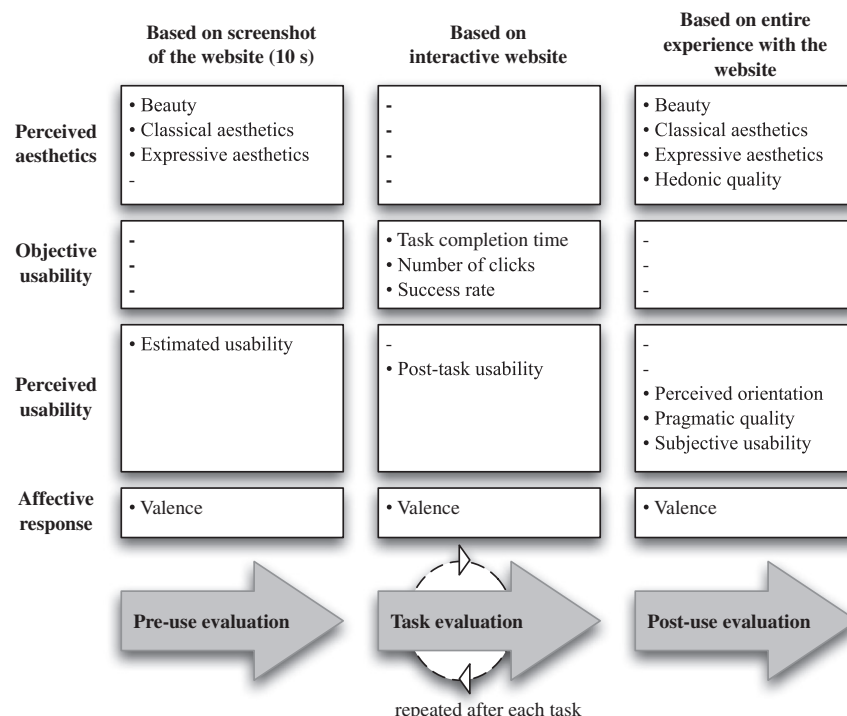 Based on screenshot
of the website (10 s)
Based on
interactive website
Based on entire
experience with the
website
Perceived
aesthetics
• Beauty
• Classical aesthetics
• Expressive aesthetics
-
-
-
-
-
• Beauty
• Classical aesthetics
• Expressive aesthetics
• Hedonic quality
Objective
usability
-
-
-
• Task completion time
• Number of clicks
• Success rate
-
-
-
Perceived
usability
• Estimated usability
-
• Post-task usability
-
-
• Perceived orientation
• Pragmatic quality
• Subjective usability
Affective
response
• Valence
• Valence
• Valence
Pre-use evaluation
Task evaluation
Post-use evaluation
repeated after each task